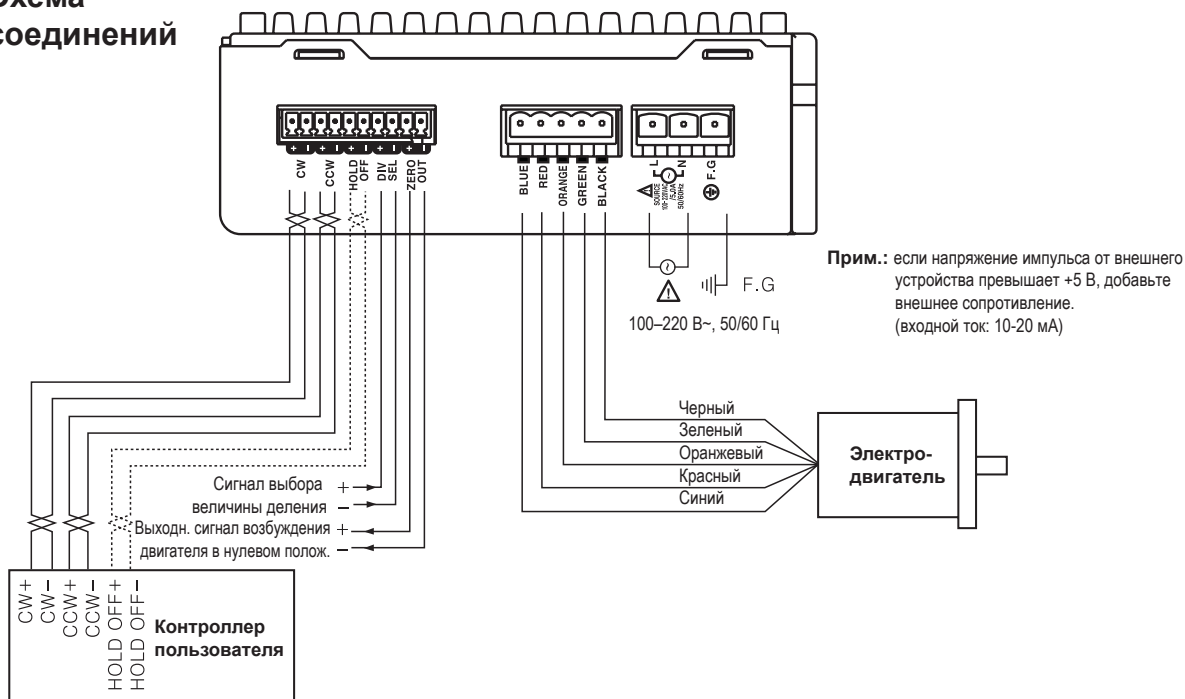 Схема
соединений
CW
CCW
HOLD
OFF
DIV
SEL
ZERO
OUT
BLUE
RED
ORANGE
GREEN
BLACK
L
N
F.G
SOURCE
50/60Hz
F.G
100–220 В~, 50/60 Гц
Прим.: если напряжение импульса от внешнего
устройства превышает +5 В, добавьте
внешнее сопротивление.
(входной ток: 10-20 мА)
Черный
Зеленый
Оранжевый
Красный
Синий
Электро-
двигатель
Сигнал выбора +
величины деления –
Выходн. сигнал возбуждения +
двигателя в нулевом полож. –
CW+
CW–
CCW+
CCW–
HOLD OFF+
HOLD OFF–
Контроллер
пользователя